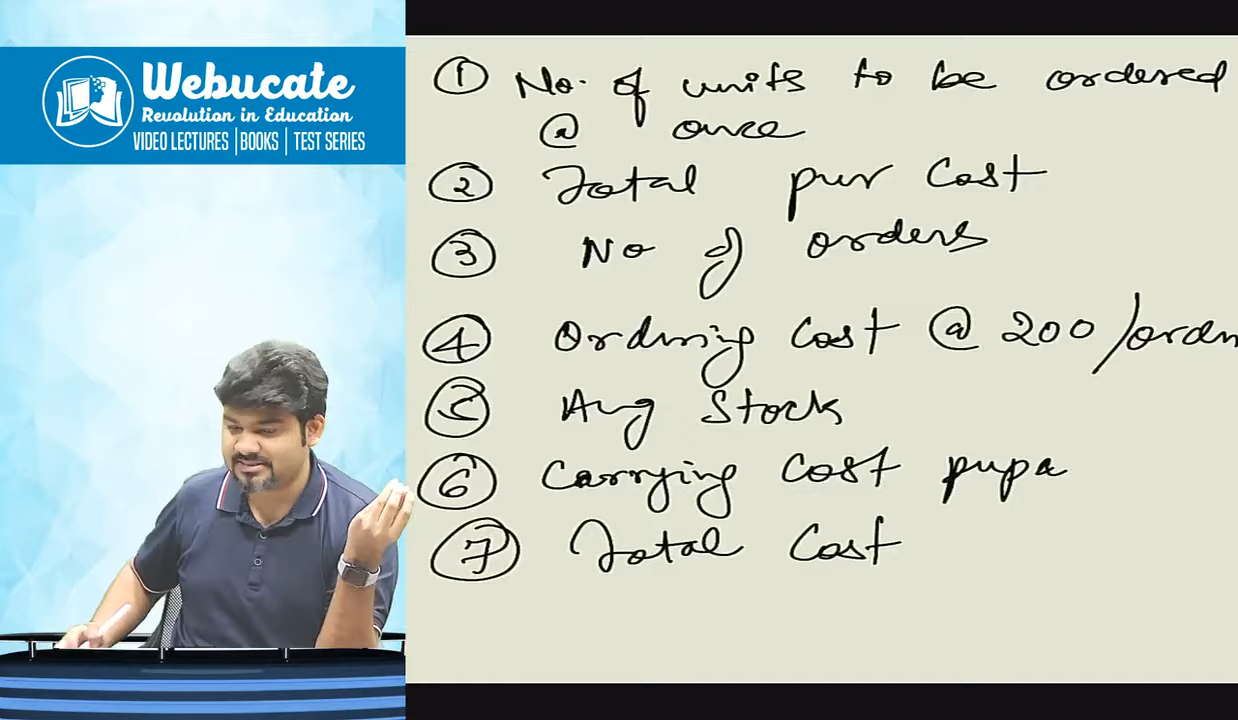 Webucate
Revolution in Education
VIDEO LECTURES | BOOKS | TEST SERIES
① No. of units to be ordered
@ once
② Total pur Cost
③ No of orders
④ Ordering Cost @ 200/order
⑤ Avg Stock
⑥ Carrying Cost pupa
⑦ Total Cost